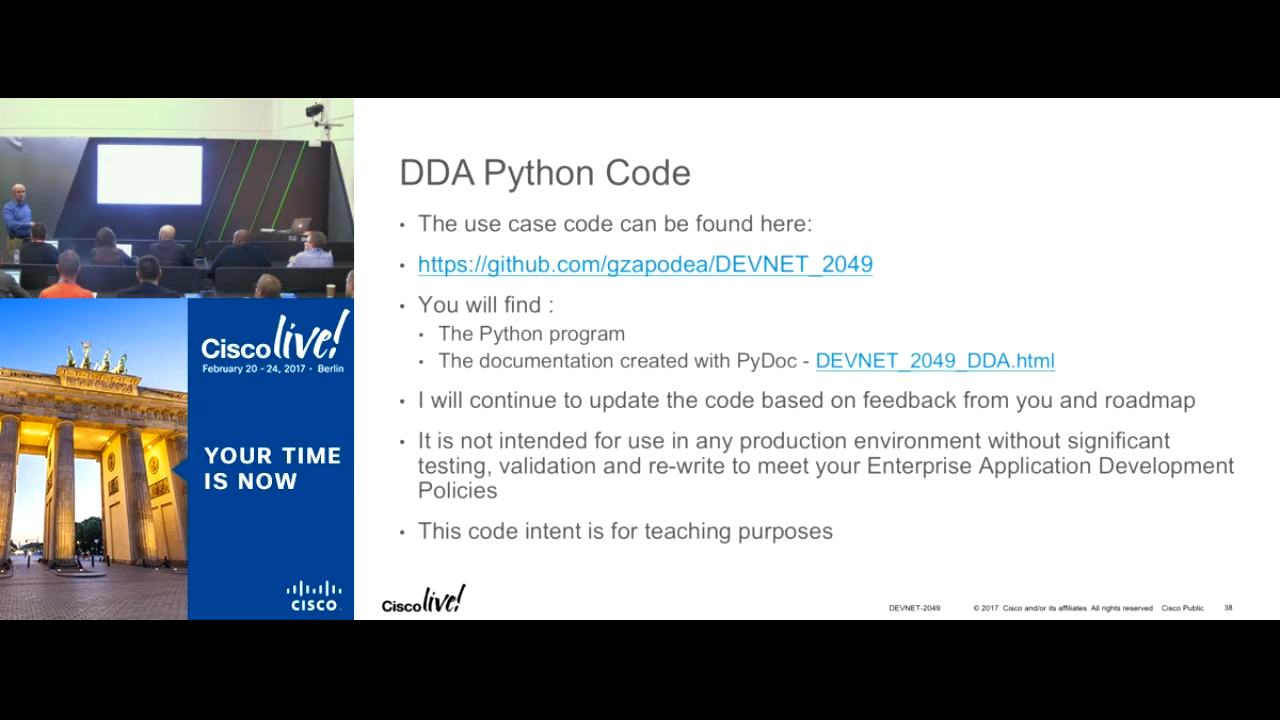 DDA Python Code
• The use case code can be found here:
• https://github.com/gzapodea/DEVNET_2049
• You will find :
• The Python program
• The documentation created with PyDoc - DEVNET_2049_DDA.html
• I will continue to update the code based on feedback from you and roadmap
• It is not intended for use in any production environment without significant
testing, validation and re-write to meet your Enterprise Application Development
Policies
• This code intent is for teaching purposes
Cisco live!
February 20 - 24, 2017 • Berlin
YOUR TIME
IS NOW
CISCO.
Cisco live!
DEVNET-2049 © 2017 Cisco and/or its affiliates. All rights reserved. Cisco Public 38